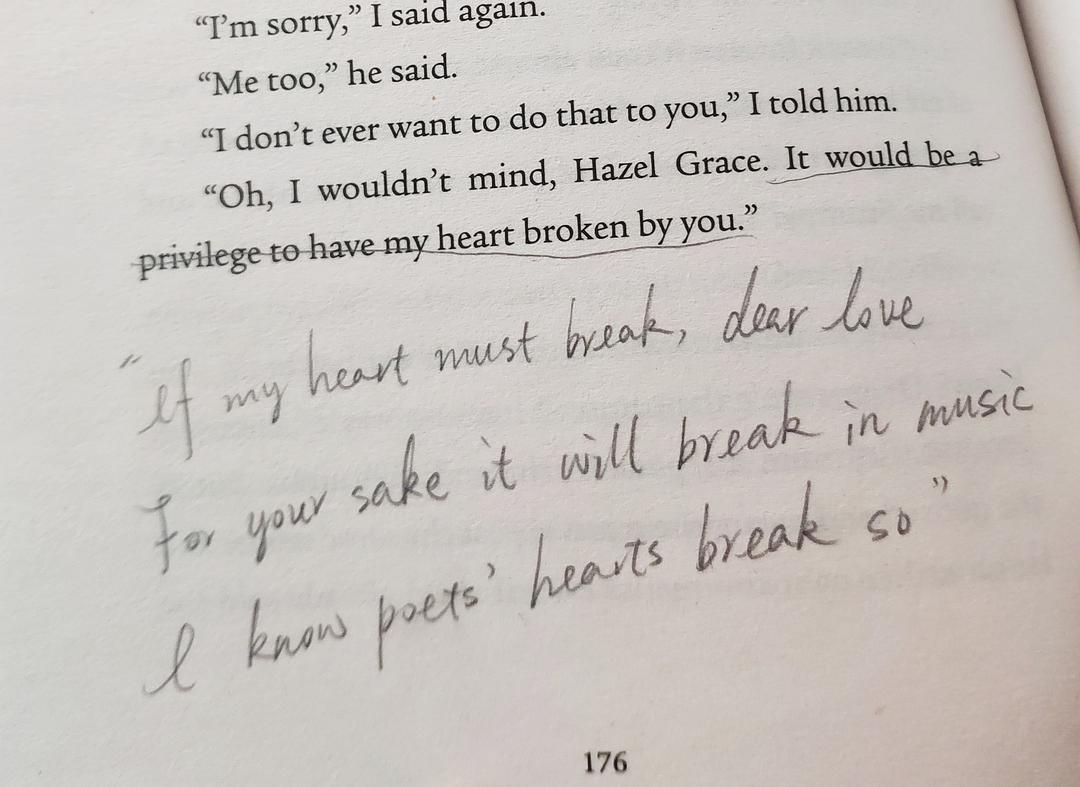 “I’m sorry,” I said again.
“Me too,” he said.
“I don’t ever want to do that to you,” I told him.
“Oh, I wouldn’t mind, Hazel Grace. It would be a
privilege to have my heart broken by you.”
"If my heart must break, dear love
For your sake it will break in music
I know poets' hearts break so"
176